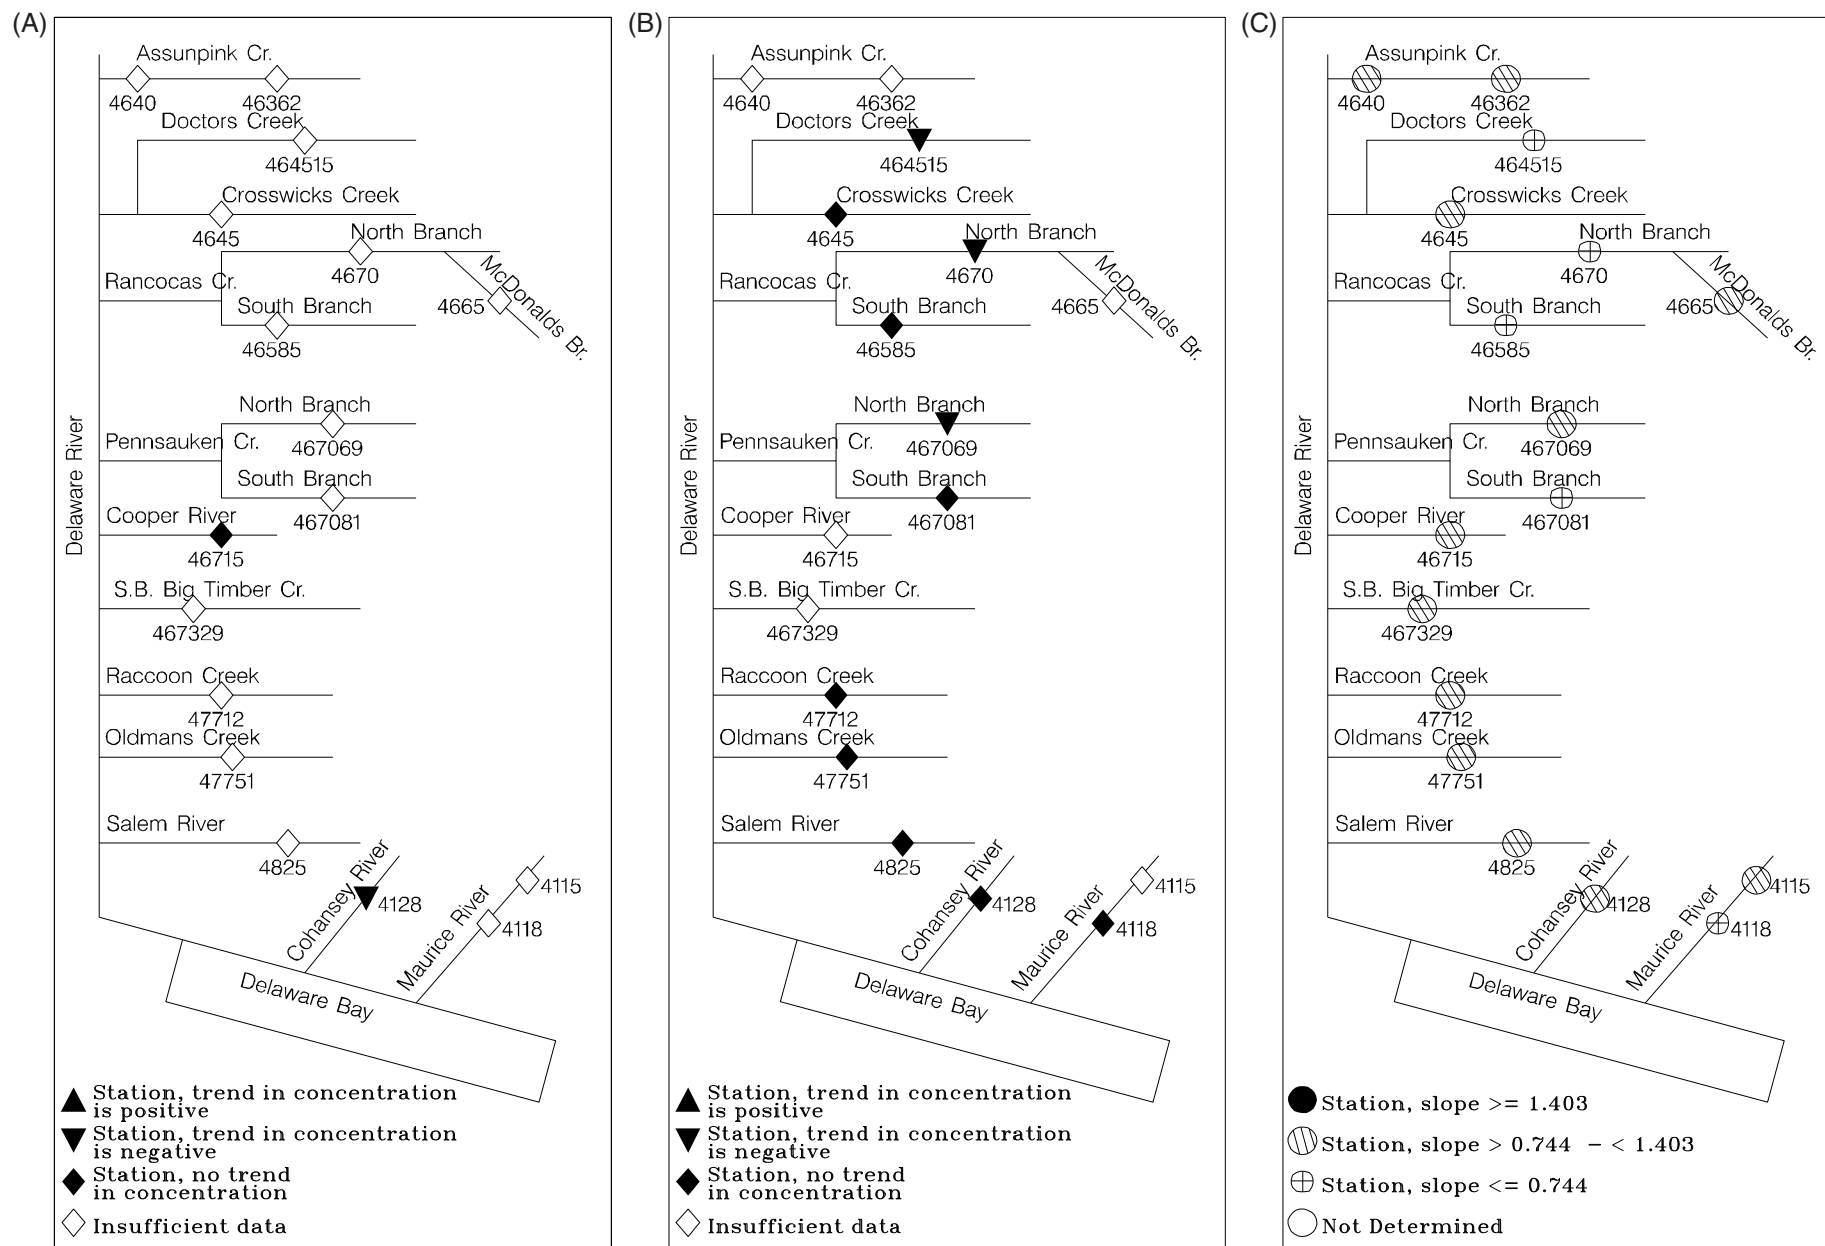 (A)
Assunpink Cr.
4640
46362
Doctors Creek
464515
Crosswicks Creek
4645
North Branch
4670
McDonalds Br.
Rancocas Cr.
4665
South Branch
46585
North Branch
467069
Pennsauken Cr.
South Branch
467081
Delaware River
Cooper River
46715
S.B. Big Timber Cr.
467329
Raccoon Creek
47712
Oldmans Creek
47751
Salem River
4825
Cohansey River
4128
Maurice River
4115
4118
Delaware Bay
Station, trend in concentration
is positive
Station, trend in concentration
is negative
Station, no trend
in concentration
Insufficient data
(B)
Assunpink Cr.
4640
46362
Doctors Creek
464515
Crosswicks Creek
4645
North Branch
4670
McDonalds Br.
Rancocas Cr.
4665
South Branch
46585
North Branch
467069
Pennsauken Cr.
South Branch
467081
Delaware River
Cooper River
46715
S.B. Big Timber Cr.
467329
Raccoon Creek
47712
Oldmans Creek
47751
Salem River
4825
Cohansey River
4128
Maurice River
4115
4118
Delaware Bay
Station, trend in concentration
is positive
Station, trend in concentration
is negative
Station, no trend
in concentration
Insufficient data
(C)
Assunpink Cr.
4640
46362
Doctors Creek
464515
Crosswicks Creek
4645
North Branch
4670
McDonalds Br.
Rancocas Cr.
4665
South Branch
46585
North Branch
467069
Pennsauken Cr.
South Branch
467081
Delaware River
Cooper River
46715
S.B. Big Timber Cr.
467329
Raccoon Creek
47712
Oldmans Creek
47751
Salem River
4825
Cohansey River
4128
Maurice River
4115
4118
Delaware Bay
Station, slope >= 1.403
Station, slope > 0.744 - < 1.403
Station, slope <= 0.744
Not Determined